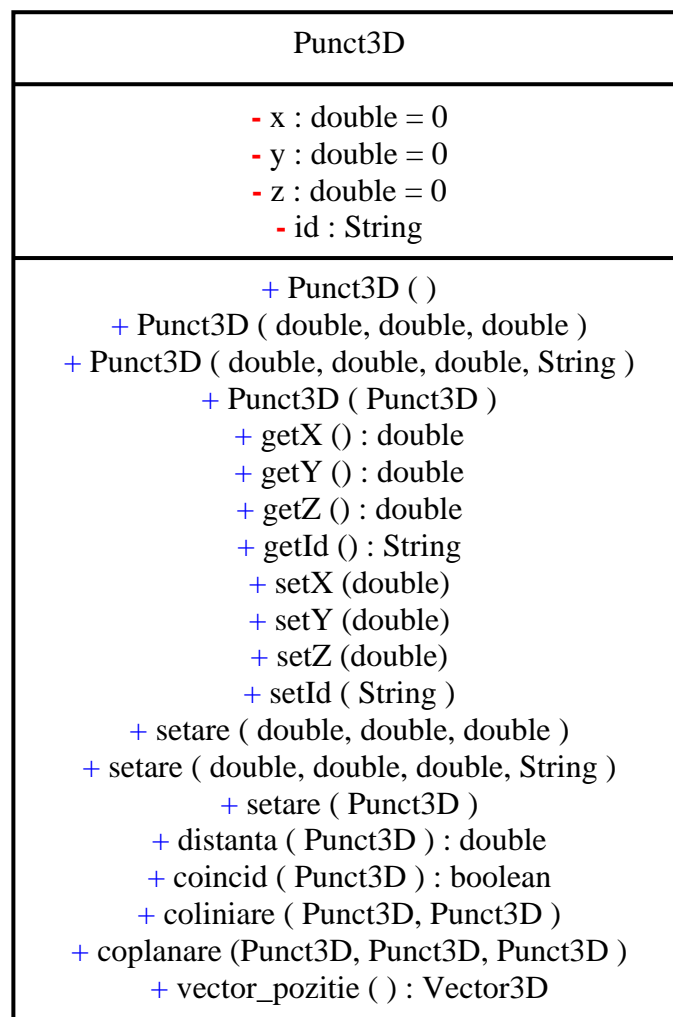 Punct3D
- x : double = 0
- y : double = 0
- z : double = 0
- id : String
+ Punct3D ( )
+ Punct3D ( double, double, double )
+ Punct3D ( double, double, double, String )
+ Punct3D ( Punct3D )
+ getX () : double
+ getY () : double
+ getZ () : double
+ getId () : String
+ setX (double)
+ setY (double)
+ setZ (double)
+ setId ( String )
+ setare ( double, double, double )
+ setare ( double, double, double, String )
+ setare ( Punct3D )
+ distanta ( Punct3D ) : double
+ coincid ( Punct3D ) : boolean
+ coliniare ( Punct3D, Punct3D )
+ coplanare (Punct3D, Punct3D, Punct3D )
+ vector_pozitie ( ) : Vector3D